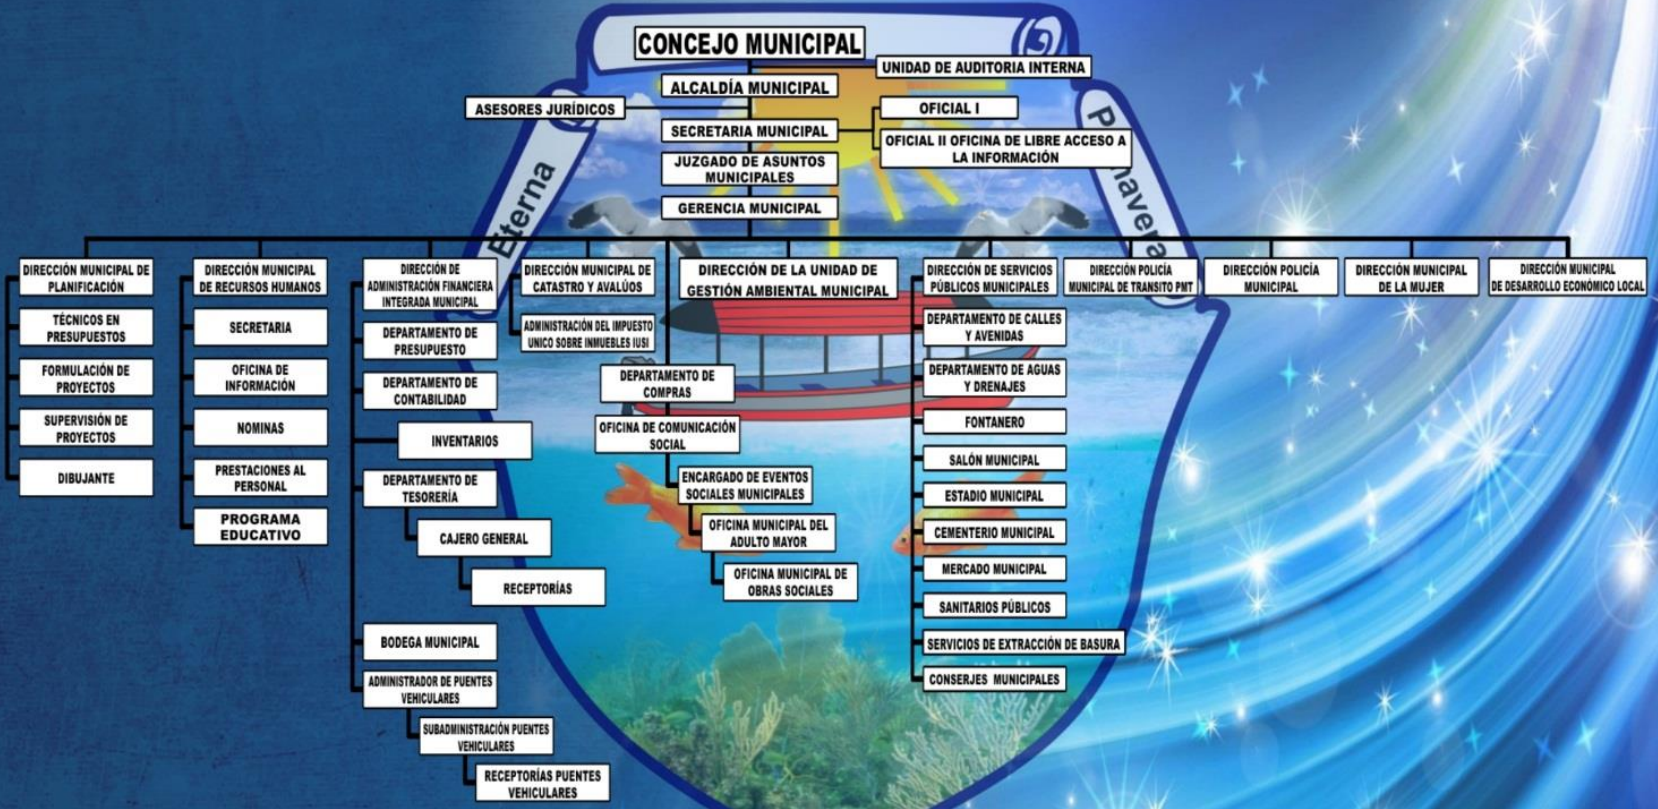 CONCEJO MUNICIPAL
UNIDAD DE AUDITORIA INTERNA
ALCALDÍA MUNICIPAL
ASESORES JURÍDICOS
OFICIAL I
SECRETARIA MUNICIPAL
OFICIAL II OFICINA DE LIBRE ACCESO A
LA INFORMACIÓN
JUZGADO DE ASUNTOS
MUNICIPALES
GERENCIA MUNICIPAL
Eterna
DIRECCIÓN MUNICIPAL DE
PLANIFICACIÓN
TÉCNICOS EN
PRESUPUESTOS
FORMULACIÓN DE
PROYECTOS
SUPERVISIÓN DE
PROYECTOS
DIBUJANTE
DIRECCIÓN MUNICIPAL
DE RECURSOS HUMANOS
SECRETARIA
OFICINA DE
INFORMACIÓN
NOMINAS
PRESTACIONES AL
PERSONAL
PROGRAMA
EDUCATIVO
DIRECCIÓN DE
ADMINISTRACIÓN FINANCIERA
INTEGRADA MUNICIPAL
DEPARTAMENTO DE
PRESUPUESTO
DEPARTAMENTO DE
CONTABILIDAD
INVENTARIOS
DEPARTAMENTO DE
TESORERÍA
CAJERO GENERAL
RECEPTORÍAS
BODEGA MUNICIPAL
ADMINISTRADOR DE PUENTES
VEHICULARES
SUBADMINISTRACIÓN PUENTES
VEHICULARES
RECEPTORÍAS PUENTES
VEHICULARES
DIRECCIÓN MUNICIPAL DE
CATASTRO Y AVALÚOS
ADMINISTRACIÓN DEL IMPUESTO
UNICO SOBRE INMUEBLES IUSI
DEPARTAMENTO DE
COMPRAS
OFICINA DE COMUNICACIÓN
SOCIAL
ENCARGADO DE EVENTOS
SOCIALES MUNICIPALES
OFICINA MUNICIPAL DEL
ADULTO MAYOR
OFICINA MUNICIPAL DE
OBRAS SOCIALES
DIRECCIÓN DE LA UNIDAD DE
GESTIÓN AMBIENTAL MUNICIPAL
DIRECCIÓN DE SERVICIOS
PÚBLICOS MUNICIPALES
DEPARTAMENTO DE CALLES
Y AVENIDAS
DEPARTAMENTO DE AGUAS
Y DRENAJES
FONTANERO
SALÓN MUNICIPAL
ESTADIO MUNICIPAL
CEMENTERIO MUNICIPAL
MERCADO MUNICIPAL
SANITARIOS PÚBLICOS
SERVICIOS DE EXTRACCIÓN DE BASURA
CONSERJES MUNICIPALES
DIRECCIÓN POLICÍA
MUNICIPAL DE TRANSITO PMT
DIRECCIÓN POLICÍA
MUNICIPAL
DIRECCIÓN MUNICIPAL
DE LA MUJER
DIRECCIÓN MUNICIPAL
DE DESARROLLO ECONÓMICO LOCAL